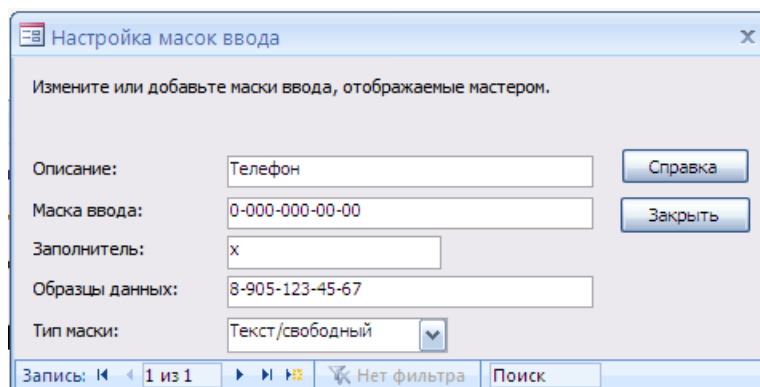 Настройка масок ввода
Измените или добавьте маски ввода, отображаемые мастером.
Описание: Телефон Справка
Маска ввода: 0-000-000-00-00 Закрыть
Заполнитель: x
Образцы данных: 8-905-123-45-67
Тип маски: Текст/свободный
Запись: 1 из 1 Нет фильтра Поиск